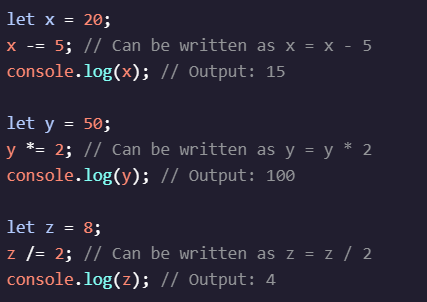 let x = 20;
x -= 5; // Can be written as x = x - 5
console.log(x); // Output: 15
let y = 50;
y *= 2; // Can be written as y = y * 2
console.log(y); // Output: 100
let z = 8;
z /= 2; // Can be written as z = z / 2
console.log(z); // Output: 4